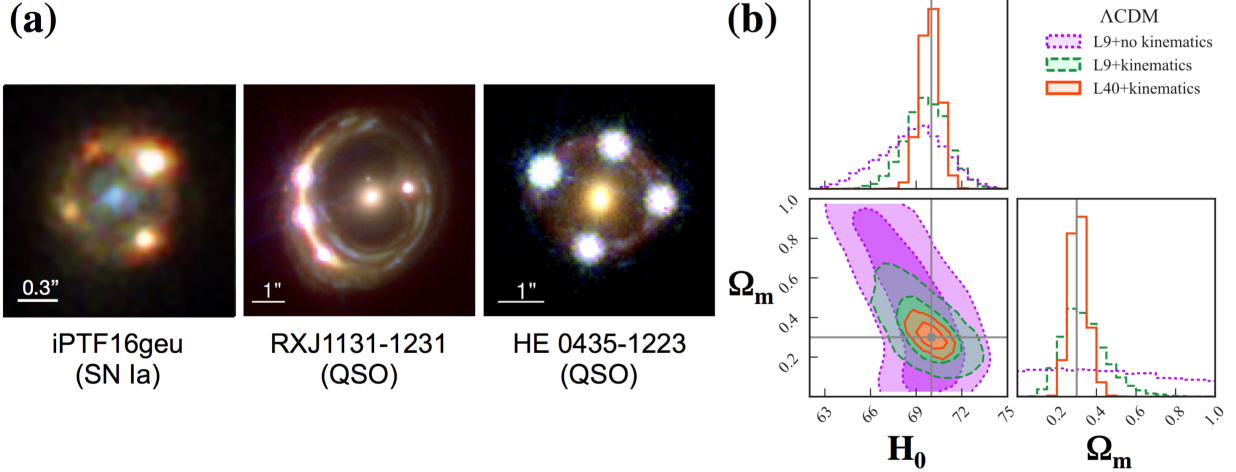 (a)
0.3"
1"
1"
iPTF16geu
(SN Ia)
RXJ1131-1231
(QSO)
HE 0435-1223
(QSO)
(b)
ΛCDM
L9+no kinematics
L9+kinematics
L40+kinematics
1.0
0.8
0.6
0.4
0.2
Ωm
63 66 69 72 75
H0
0.2 0.4 0.6 0.8 1.0
Ωm